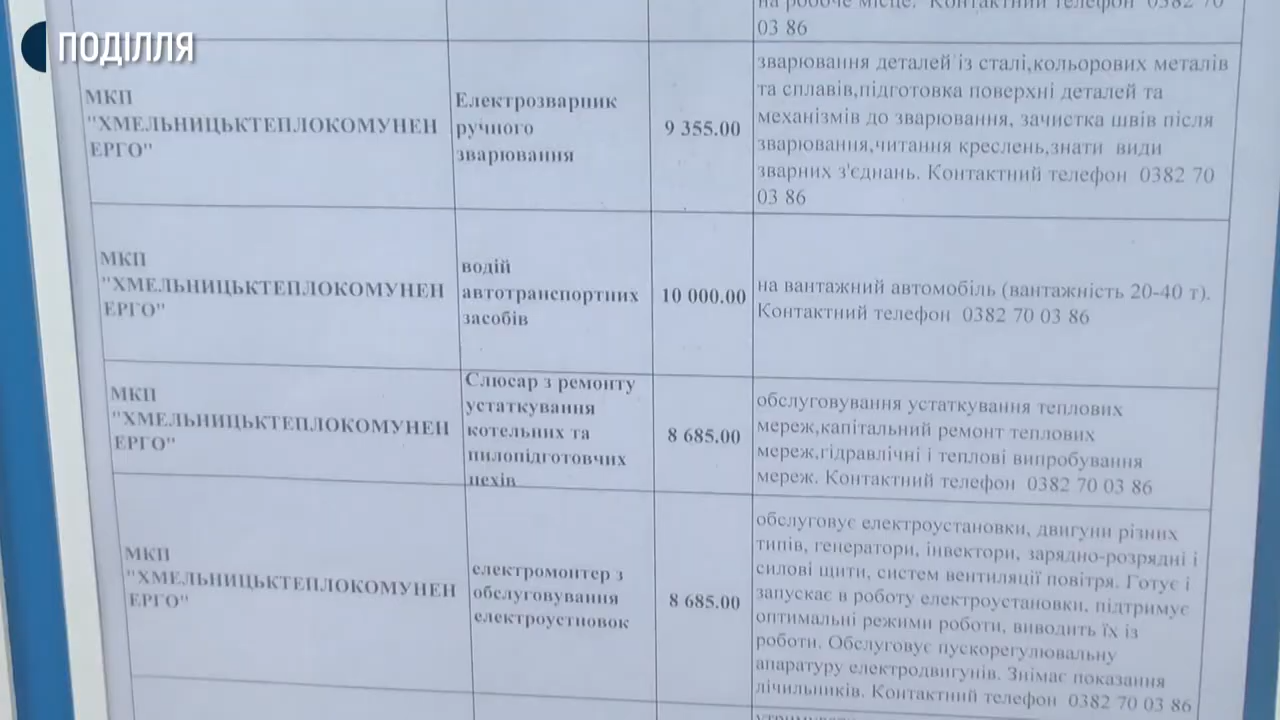 ПОДІЛЛЯ
на робоче місце. Контактний телефон 0382 70
03 86
МКП
"ХМЕЛЬНИЦЬКТЕПЛОКОМУНЕН
ЕРГО"
Електрозварник
ручного
зварювання
9 355.00
зварювання деталей із сталі,кольорових металів
та сплавів,підготовка поверхні деталей та
механізмів до зварювання, зачистка швів після
зварювання,читання креслень,знати види
зварних з'єднань. Контактний телефон 0382 70
03 86
МКП
"ХМЕЛЬНИЦЬКТЕПЛОКОМУНЕН
ЕРГО"
водій
автотранспортних
засобів
10 000.00
на вантажний автомобіль (вантажність 20-40 т).
Контактний телефон 0382 70 03 86
МКП
"ХМЕЛЬНИЦЬКТЕПЛОКОМУНЕН
ЕРГО"
Слюсар з ремонту
устаткування
котельних та
пилопідготовчих
цехів
8 685.00
обслуговування устаткування теплових
мереж,капітальний ремонт теплових
мереж,гідравлічні і теплові випробування
мереж. Контактний телефон 0382 70 03 86
МКП
"ХМЕЛЬНИЦЬКТЕПЛОКОМУНЕН
ЕРГО"
електромонтер з
обслуговування
електроустновок
8 685.00
обслуговує електроустановки, двигуни різних
типів, генератори, інвектори, зарядно-розрядні і
силові щити, систем вентиляції повітря. Готує і
запускає в роботу електроустановки, підтримує
оптимальні режими роботи, виводить їх із
роботи. Обслуговує пускорегулювальну
апаратуру електродвигунів. Знімає показання
лічильників. Контактний телефон 0382 70 03 86